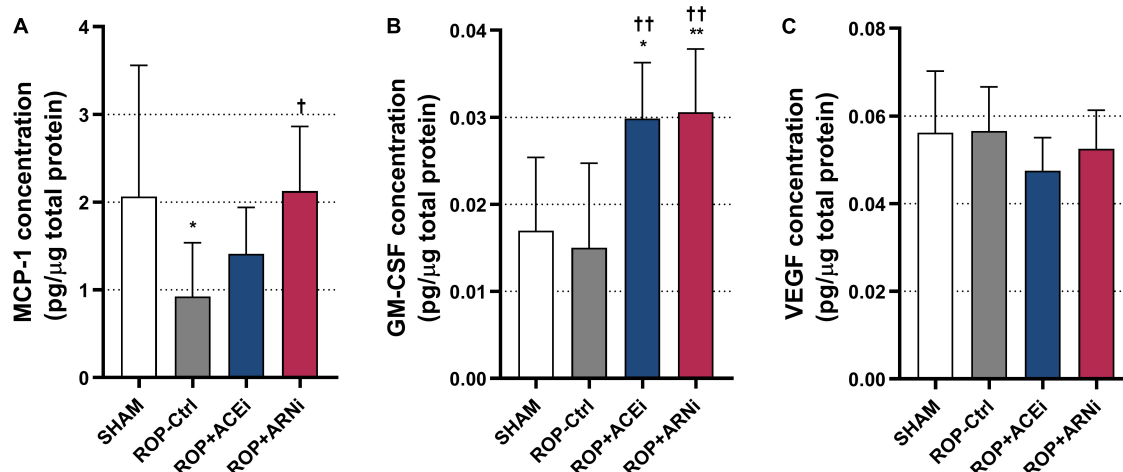 A
MCP-1 concentration
(pg/μg total protein)
4
3
2
1
0
*
†
SHAM
ROP-Ctrl
ROP+ACEi
ROP+ARNi
B
GM-CSF concentration
(pg/μg total protein)
0.04
0.03
0.02
0.01
0.00
††
*
††
**
SHAM
ROP-Ctrl
ROP+ACEi
ROP+ARNi
C
VEGF concentration
(pg/μg total protein)
0.08
0.06
0.04
0.02
0.00
SHAM
ROP-Ctrl
ROP+ACEi
ROP+ARNi